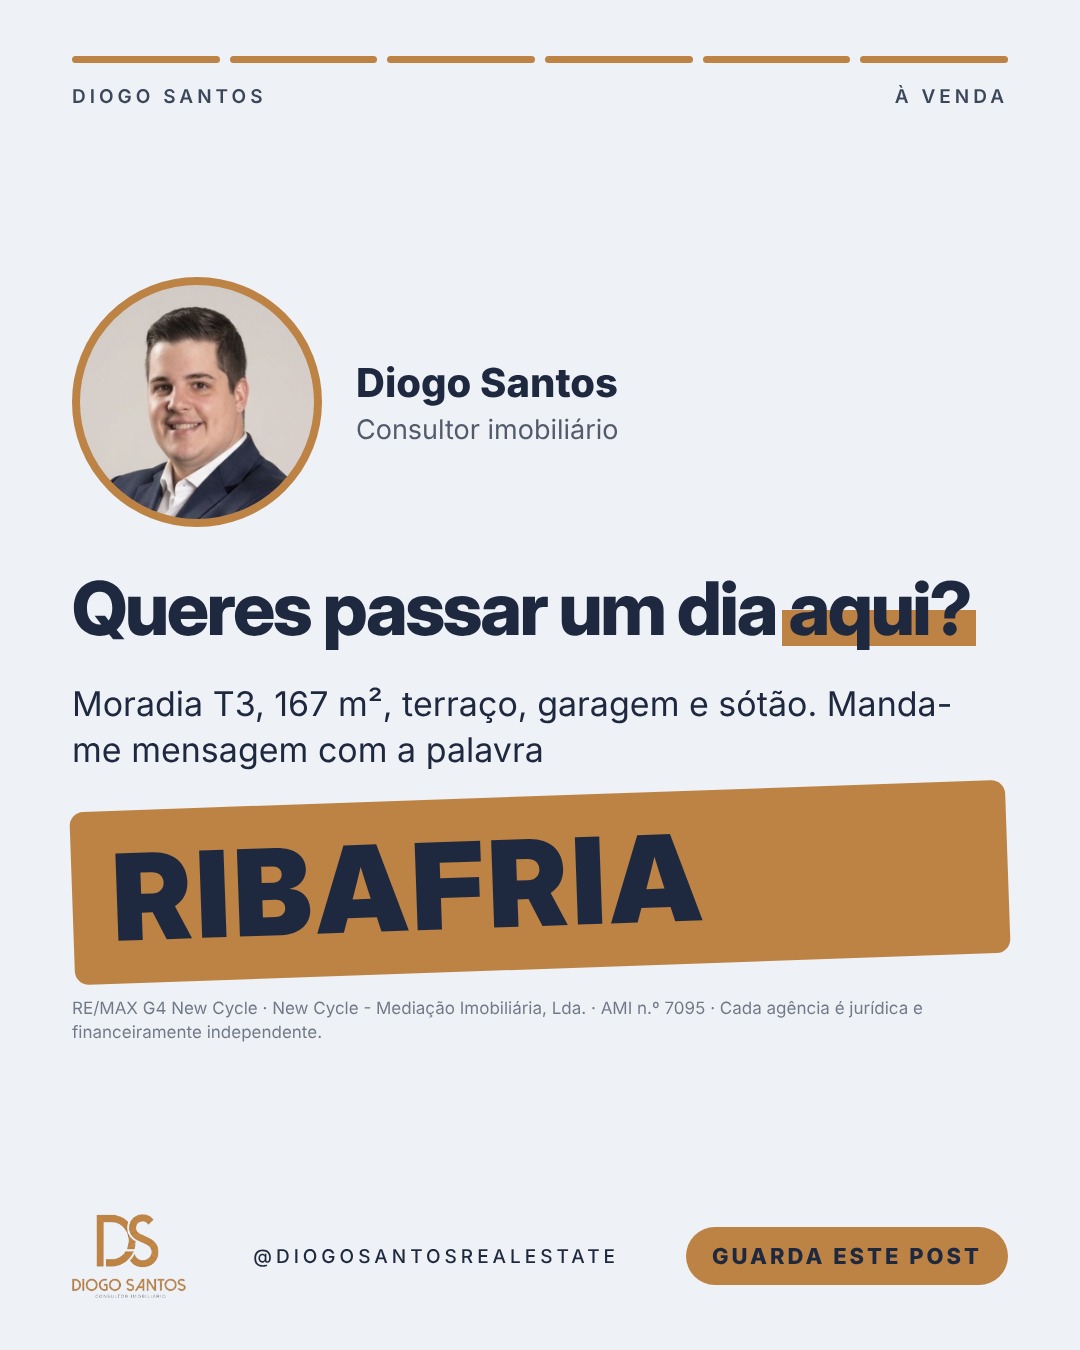 DIOGO SANTOS
À VENDA
Diogo Santos
Consultor imobiliário
Queres passar um dia aqui?
Moradia T3, 167 m², terraço, garagem e sótão. Manda-
me mensagem com a palavra
RIBAFRIA
RE/MAX G4 New Cycle · New Cycle - Mediação Imobiliária, Lda. · AMI n.º 7095 · Cada agência é jurídica e
financeiramente independente.
DS
DIOGO SANTOS
CONSULTOR IMOBILIÁRIO
@DIOGOSANTOSREALESTATE
GUARDA ESTE POST